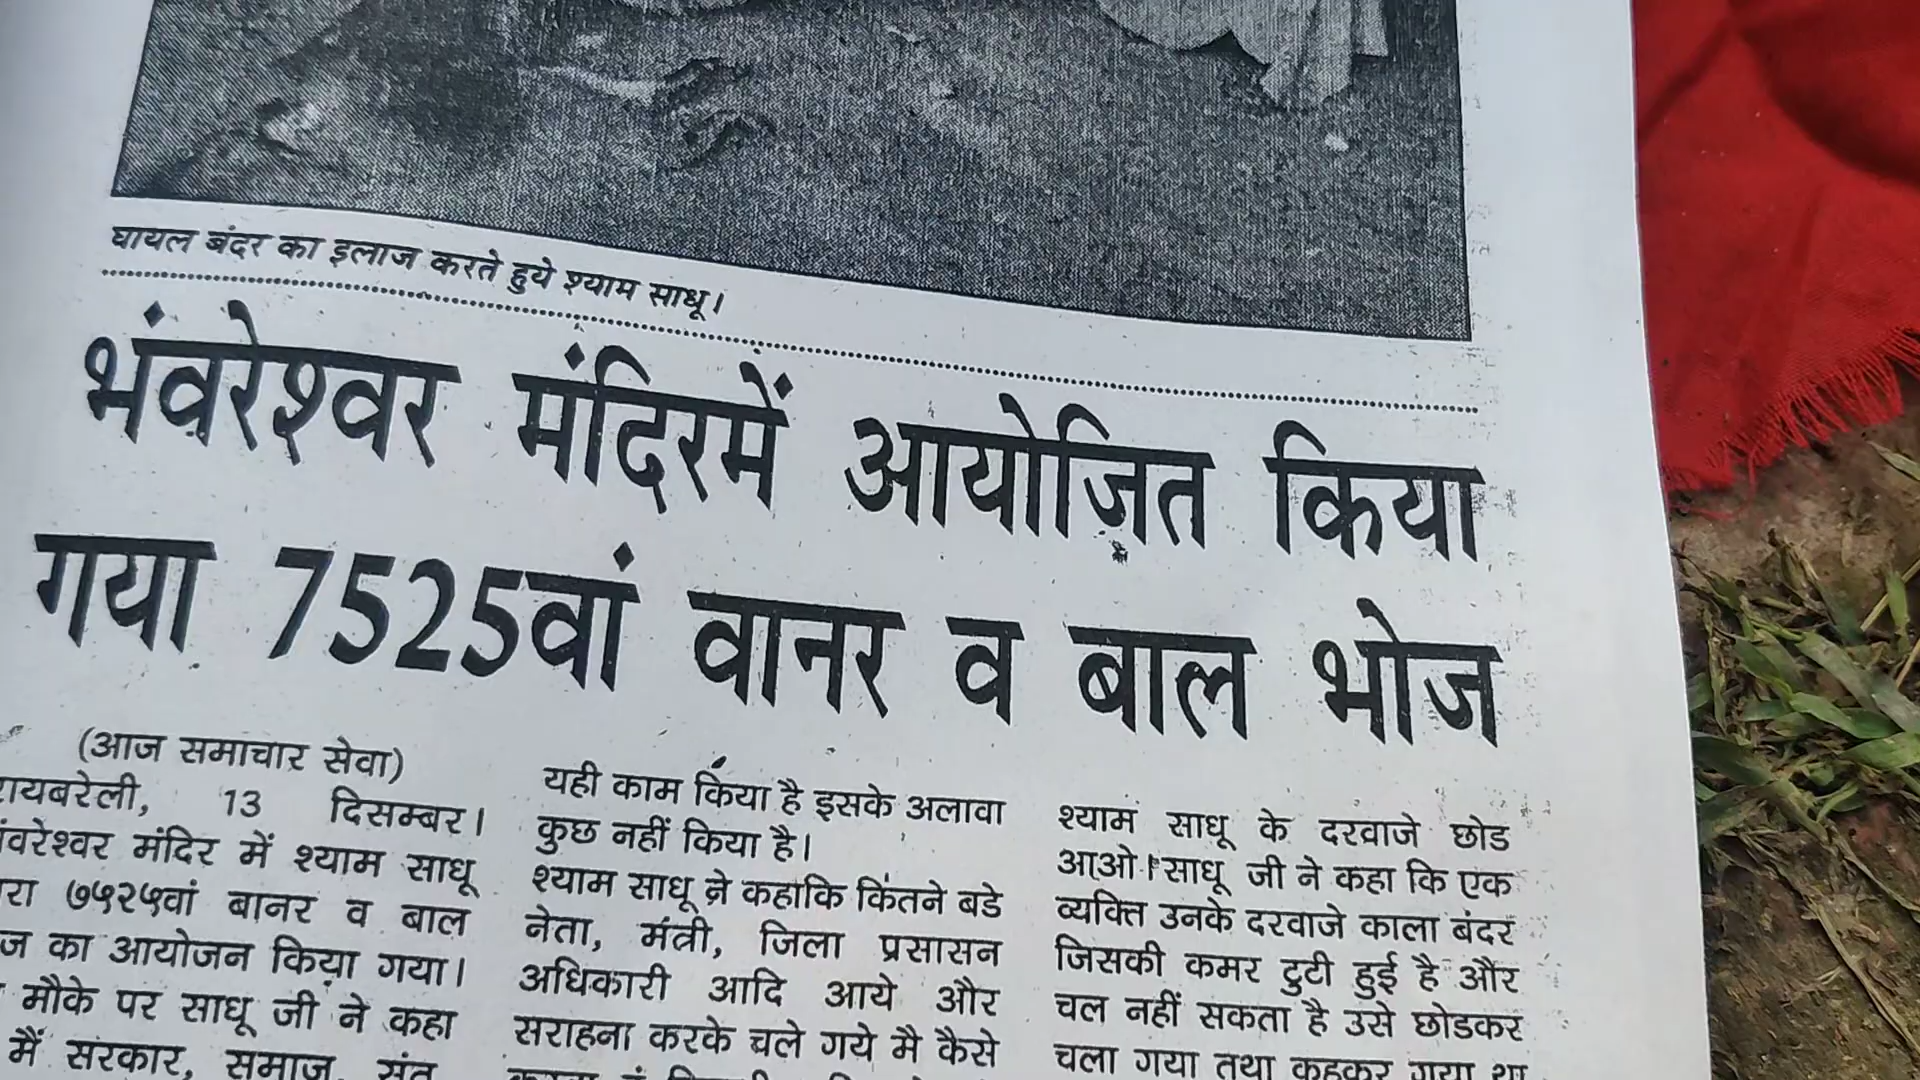 घायल बंदर का इलाज करते हुये श्याम साधू।
भंवरेश्वर मंदिरमें आयोजित किया
गया 7525वां वानर व बाल भोज
(आज समाचार सेवा)
रायबरेली, 13 दिसम्बर।
भंवरेश्वर मंदिर में श्याम साधू
७५२५वां बानर व बाल
का आयोजन किया गया।
मौके पर साधू जी ने कहा
मैं सरकार, समाज, संत
यही काम किया है इसके अलावा
कुछ नहीं किया है।
श्याम साधू ने कहाकि कितने बडे
नेता, मंत्री, जिला प्रसासन
अधिकारी आदि आये और
सराहना करके चले गये मै कैसे
श्याम साधू के दरवाजे छोड
आओ। साधू जी ने कहा कि एक
व्यक्ति उनके दरवाजे काला बंदर
जिसकी कमर टुटी हुई है और
चल नहीं सकता है उसे छोडकर
चला गया तथा कहकर गया था